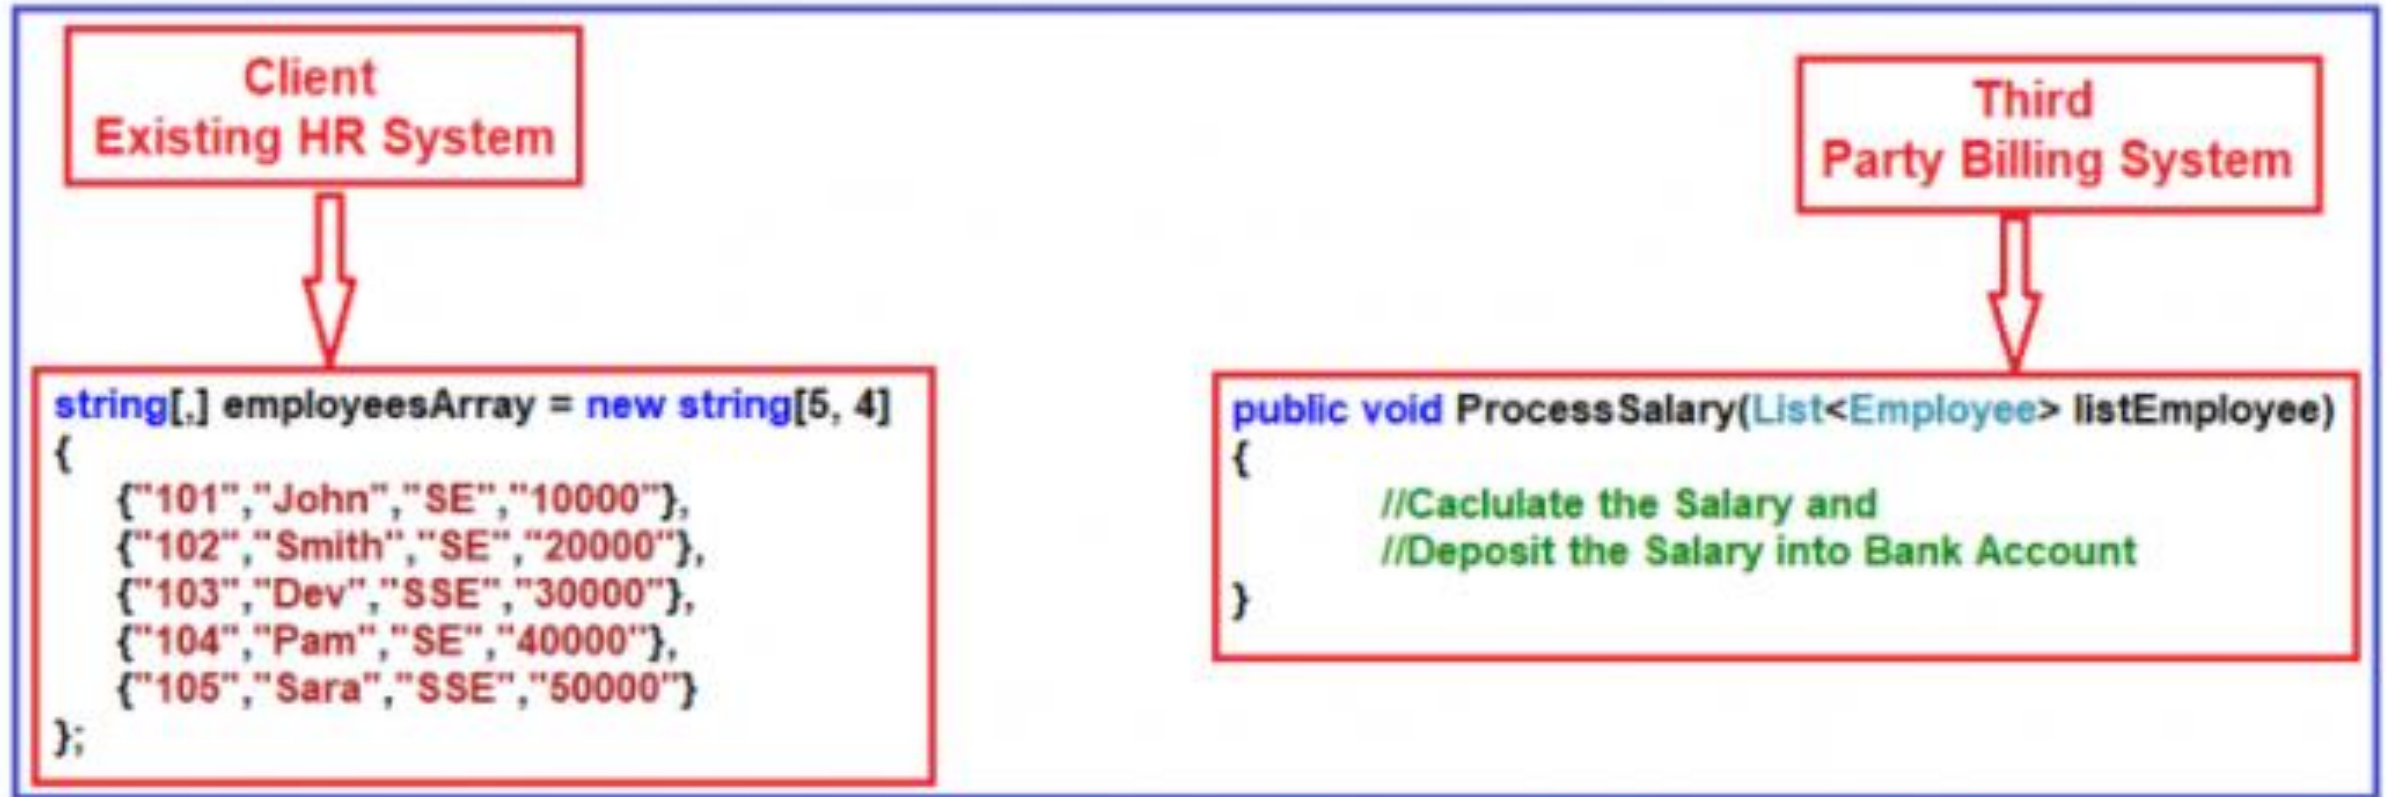 Client
Existing HR System
string[,] employeesArray = new string[5, 4]
{
{"101","John","SE","10000"},
{"102","Smith","SE","20000"},
{"103","Dev","SSE","30000"},
{"104","Pam","SE","40000"},
{"105","Sara","SSE","50000"}
};
Third
Party Billing System
public void ProcessSalary(List<Employee> listEmployee)
{
//Caclulate the Salary and
//Deposit the Salary into Bank Account
}